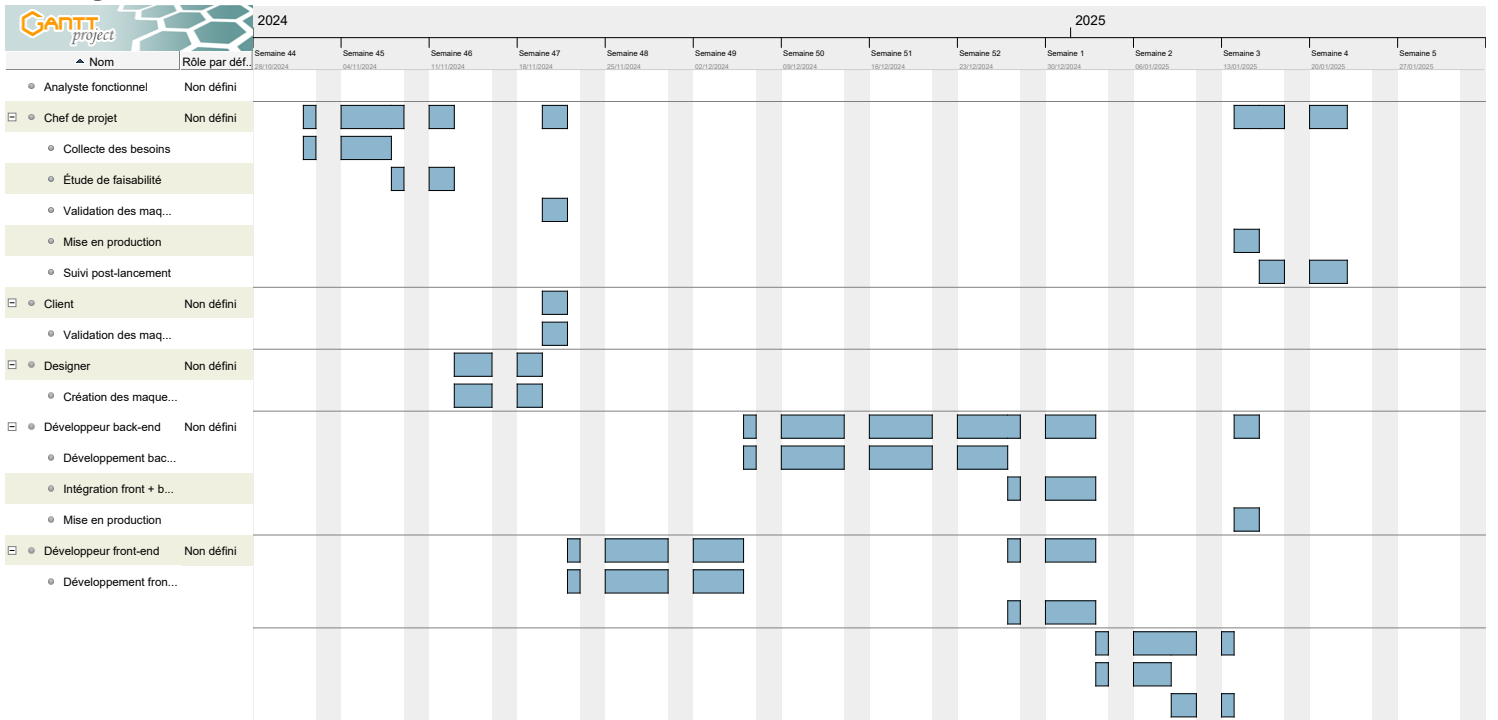 GANTT
project
2024
2025
Semaine 44
Semaine 45
Semaine 46
Semaine 47
Semaine 48
Semaine 49
Semaine 50
Semaine 51
Semaine 52
Semaine 1
Semaine 2
Semaine 3
Semaine 4
Semaine 5
Nom
Rôle par déf...
28/10/2024
04/11/2024
11/11/2024
18/11/2024
25/11/2024
02/12/2024
09/12/2024
16/12/2024
23/12/2024
30/12/2024
06/01/2025
13/01/2025
20/01/2025
27/01/2025
Analyste fonctionnel Non défini
Chef de projet Non défini
Collecte des besoins
Étude de faisabilité
Validation des maq...
Mise en production
Suivi post-lancement
Client Non défini
Validation des maq...
Designer Non défini
Création des maque...
Développeur back-end Non défini
Développement bac...
Intégration front + b...
Mise en production
Développeur front-end Non défini
Développement fron...